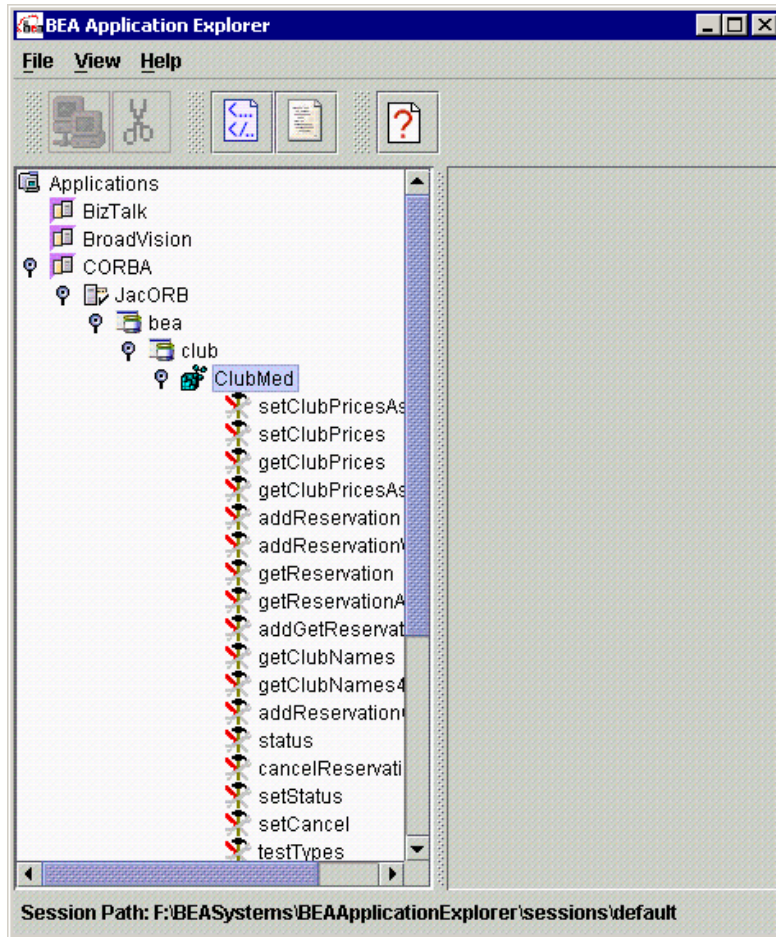 bea BEA Application Explorer
File View Help
<...
</..
?
Applications
BizTalk
BroadVision
CORBA
JacORB
bea
club
ClubMed
setClubPricesAs
setClubPrices
getClubPrices
getClubPricesAs
addReservation
addReservation
getReservation
getReservationA
addGetReservat
getClubNames
getClubNames4
addReservation
status
cancelReservati
setStatus
setCancel
testTypes
Session Path: F:\BEASystems\BEAApplicationExplorer\sessions\default